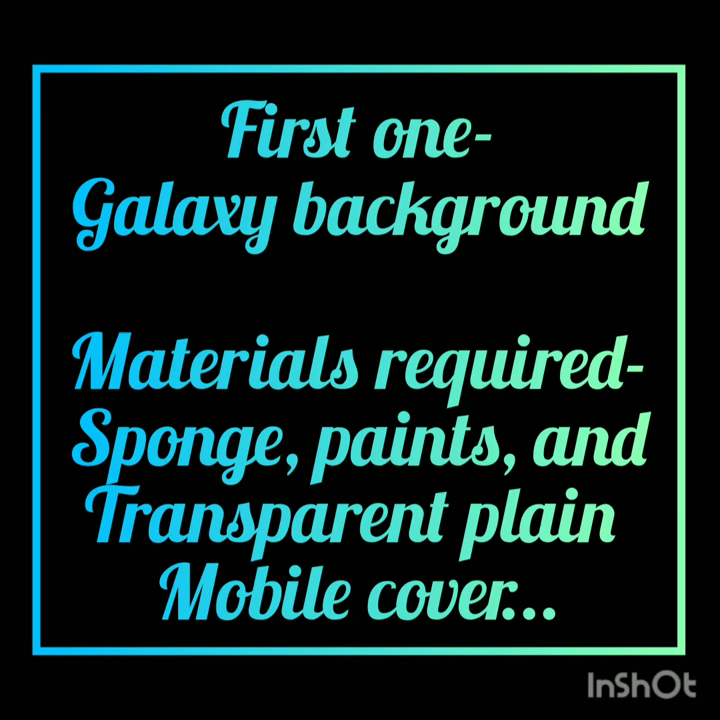 First one-
Galaxy background
Materials required-
Sponge, paints, and
Transparent plain
Mobile cover...
InShOt